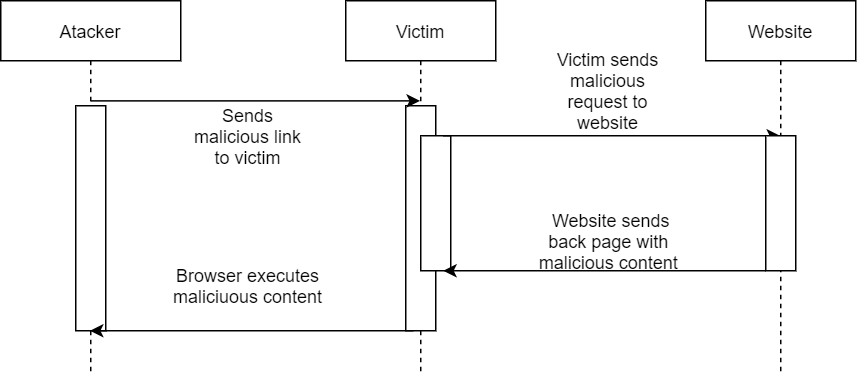 Atacker
Victim
Website
Victim sends
malicious
request to
website
Sends
malicious link
to victim
Website sends
back page with
malicious content
Browser executes
maliciuous content